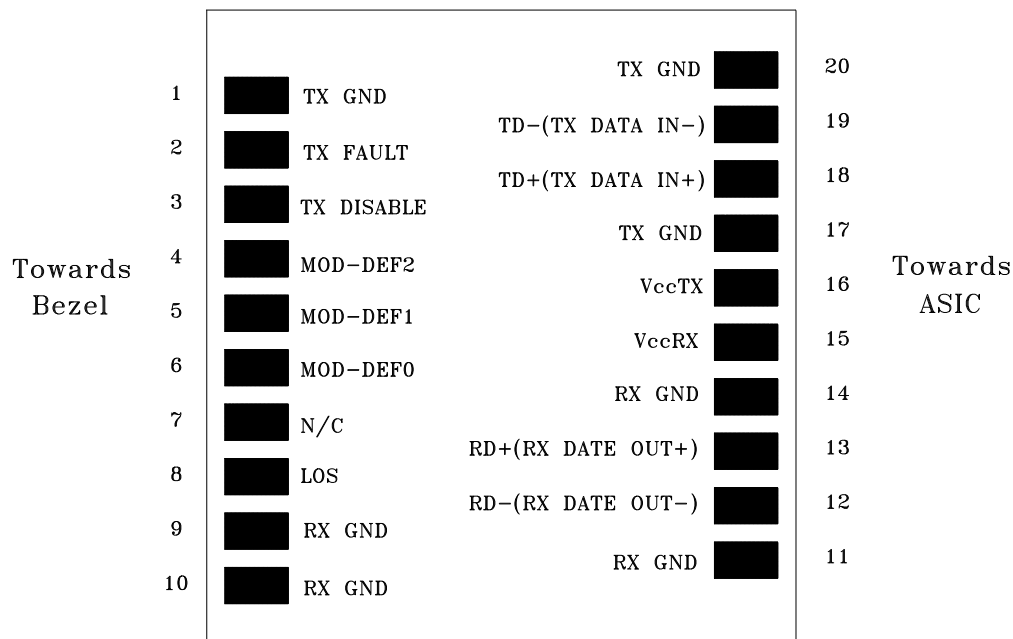 Towards
Bezel
1 TX GND
2 TX FAULT
3 TX DISABLE
4 MOD-DEF2
5 MOD-DEF1
6 MOD-DEF0
7 N/C
8 LOS
9 RX GND
10 RX GND
TX GND 20
TD-(TX DATA IN-) 19
TD+(TX DATA IN+) 18
TX GND 17
VccTX 16
VccRX 15
RX GND 14
RD+(RX DATE OUT+) 13
RD-(RX DATE OUT-) 12
RX GND 11
Towards
ASIC